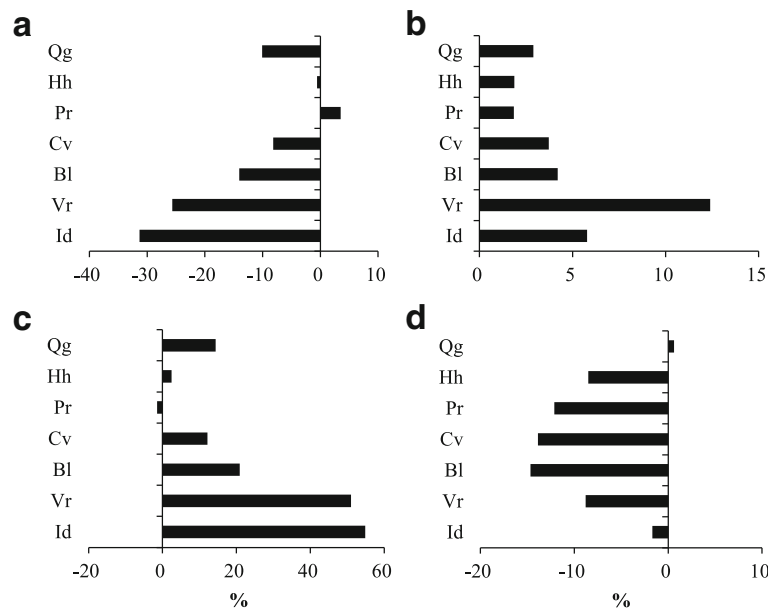 a
Qg
Hh
Pr
Cv
Bl
Vr
Id
-40 -30 -20 -10 0 10
b
Qg
Hh
Pr
Cv
Bl
Vr
Id
0 5 10 15
c
Qg
Hh
Pr
Cv
Bl
Vr
Id
-20 0 20 40 60
%
d
Qg
Hh
Pr
Cv
Bl
Vr
Id
-20 -10 0 10
%